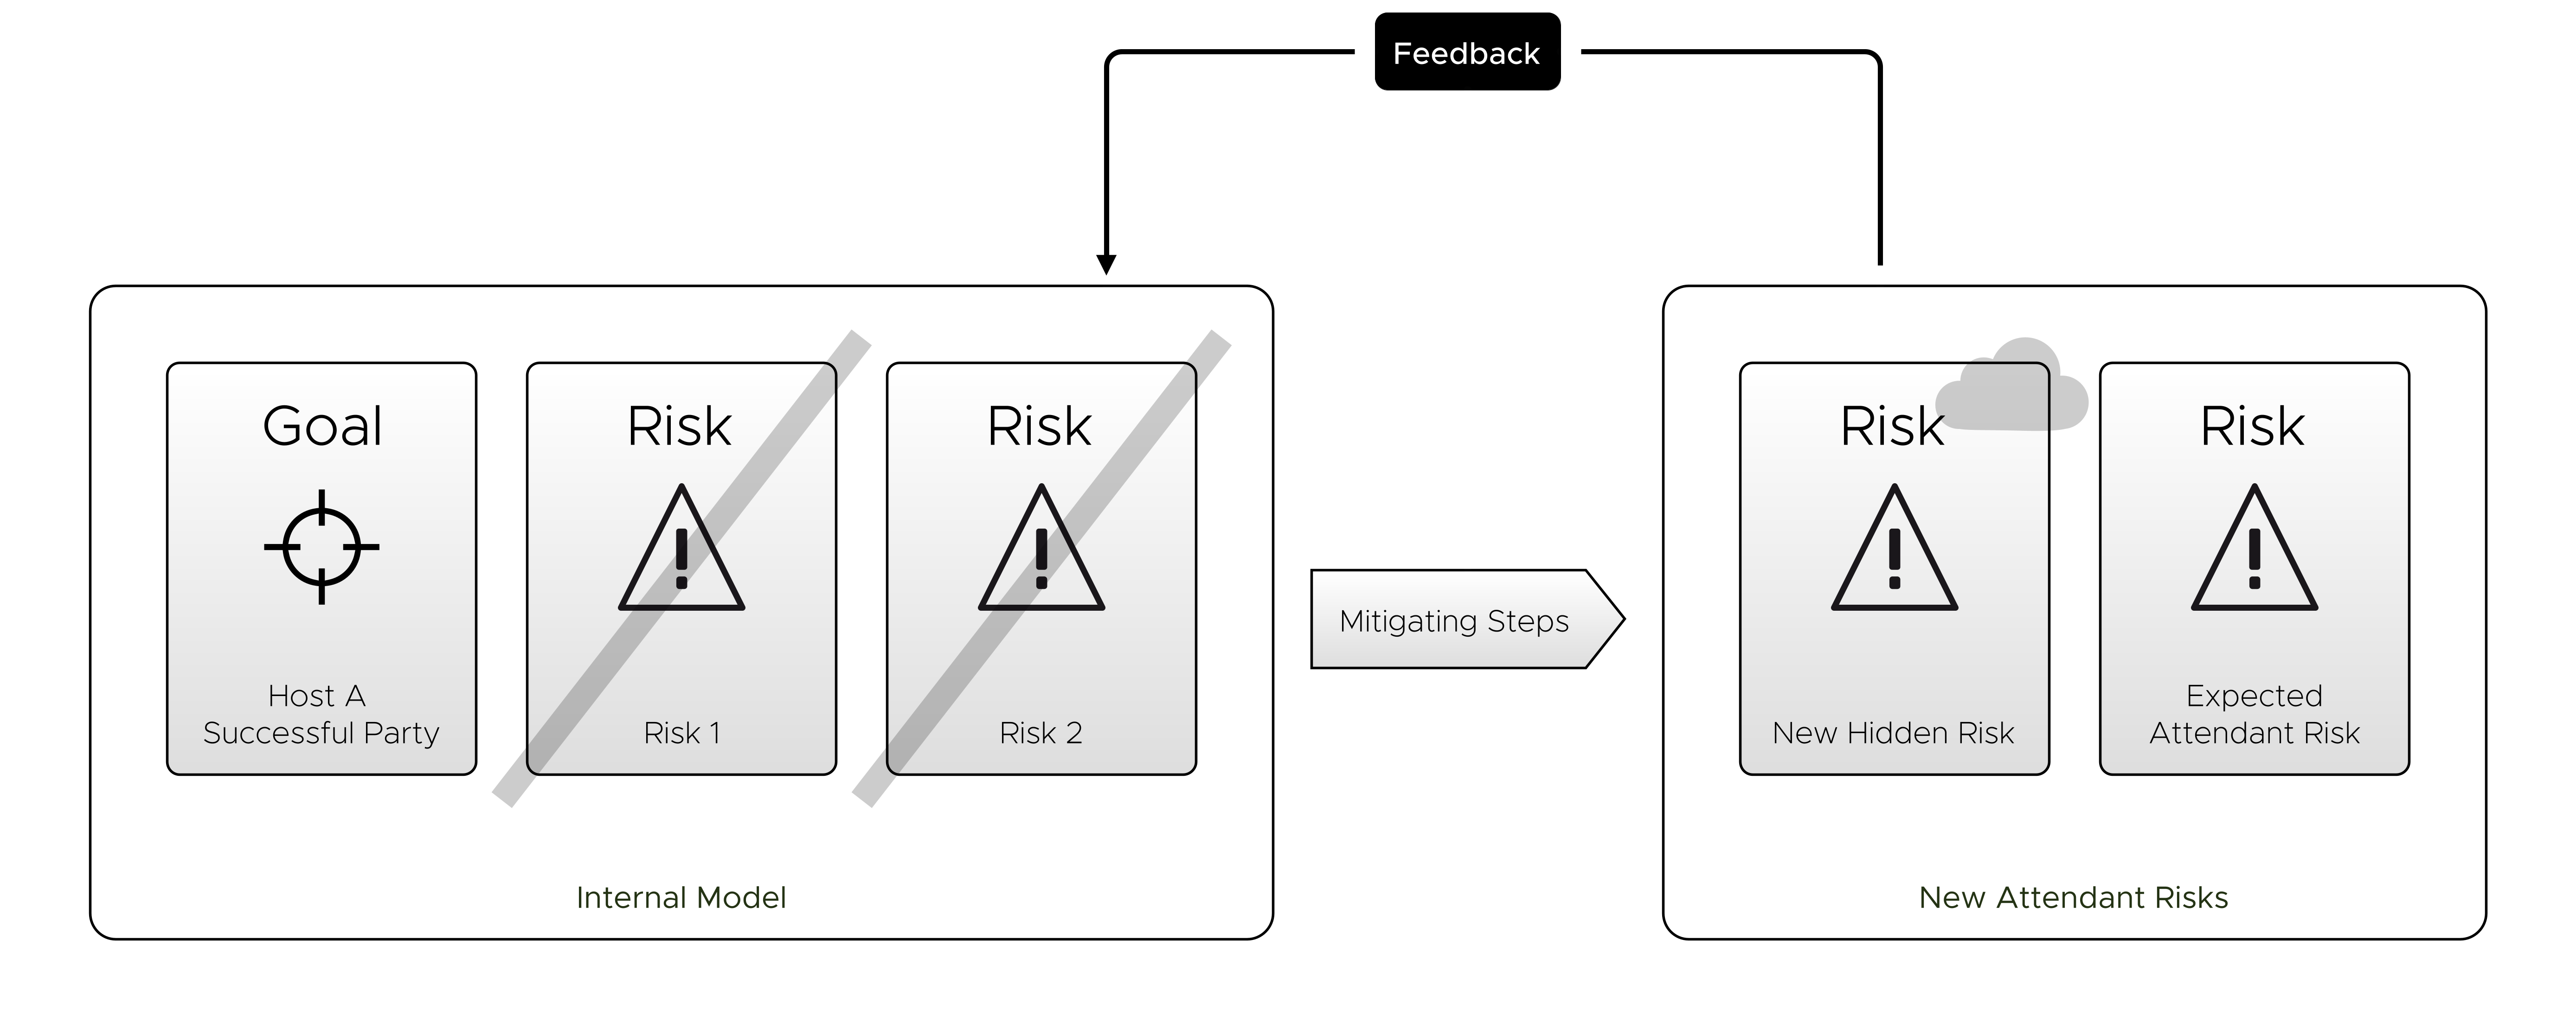 Feedback
Goal
Host A
Successful Party
Risk
Risk 1
Risk
Risk 2
Internal Model
Mitigating Steps
Risk
New Hidden Risk
Risk
Expected
Attendant Risk
New Attendant Risks